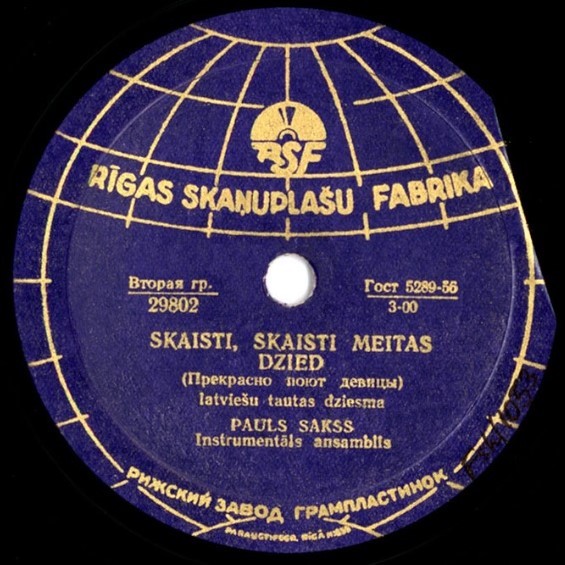 RSF
RĪGAS SKAŅUPLAŠU FABRIKA
Вторая гр.
29802
Гост 5289-56
3-00
SKAISTI, SKAISTI MEITAS
DZIED
(Прекрасно поют девицы)
latviešu tautas dziesma
PAULS SAKSS
Instrumentāls ansamblis
РИЖСКИЙ ЗАВОД ГРАМПЛАСТИНОК